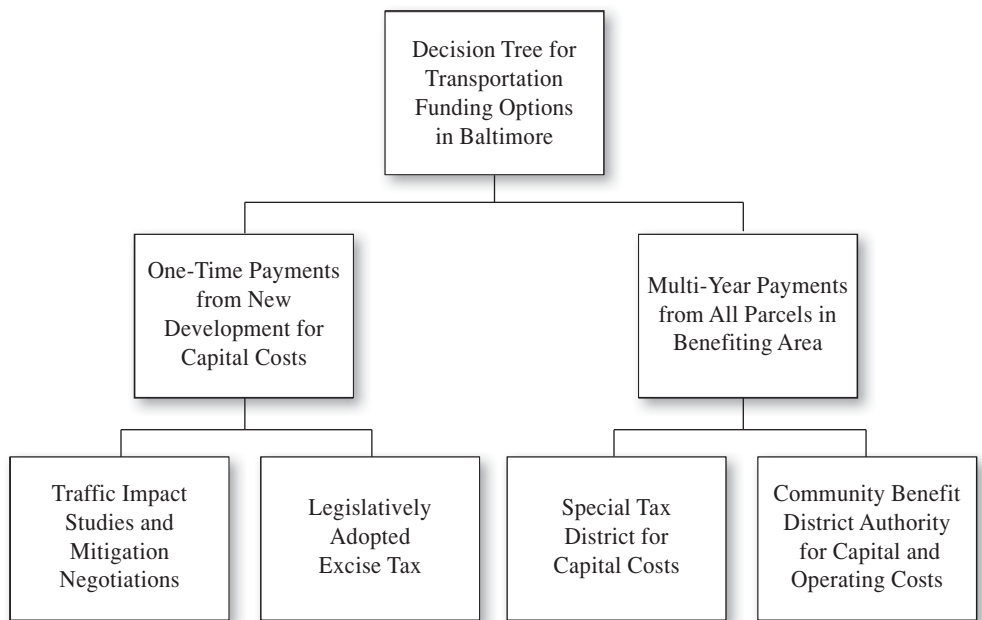 Decision Tree for
Transportation
Funding Options
in Baltimore
One-Time Payments
from New
Development for
Capital Costs
Multi-Year Payments
from All Parcels in
Benefiting Area
Traffic Impact
Studies and
Mitigation
Negotiations
Legislatively
Adopted
Excise Tax
Special Tax
District for
Capital Costs
Community Benefit
District Authority
for Capital and
Operating Costs